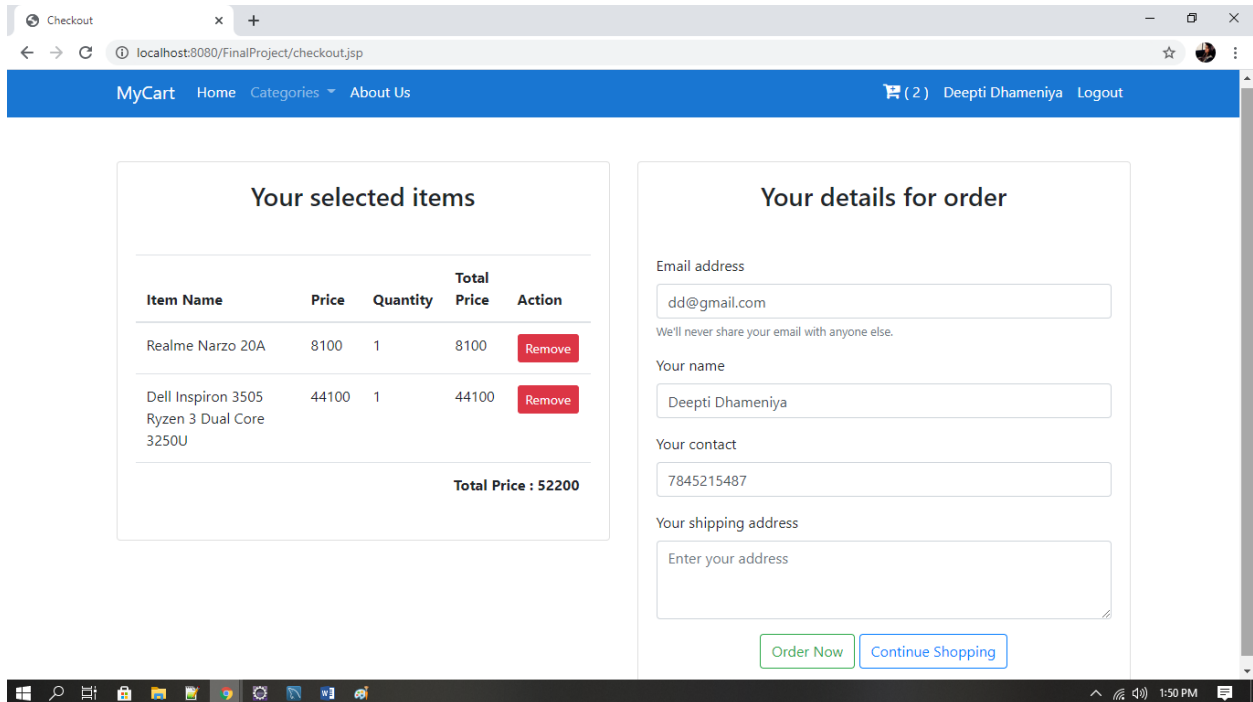 Checkout
localhost:8080/FinalProject/checkout.jsp
MyCart Home Categories About Us ( 2 ) Deepti Dhameniya Logout
Your selected items
Item Name Price Quantity Total Price Action
Realme Narzo 20A 8100 1 8100 Remove
Dell Inspiron 3505 44100 1 44100 Remove
Ryzen 3 Dual Core
3250U
Total Price : 52200
Your details for order
Email address
dd@gmail.com
We'll never share your email with anyone else.
Your name
Deepti Dhameniya
Your contact
7845215487
Your shipping address
Enter your address
Order Now Continue Shopping
1:50 PM